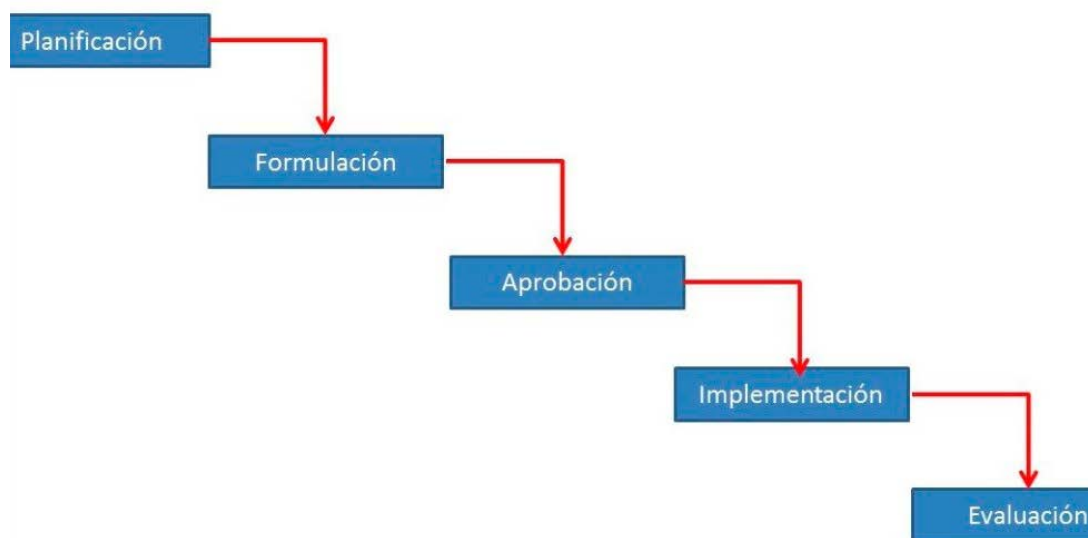 Planificación
Formulación
Aprobación
Implementación
Evaluación